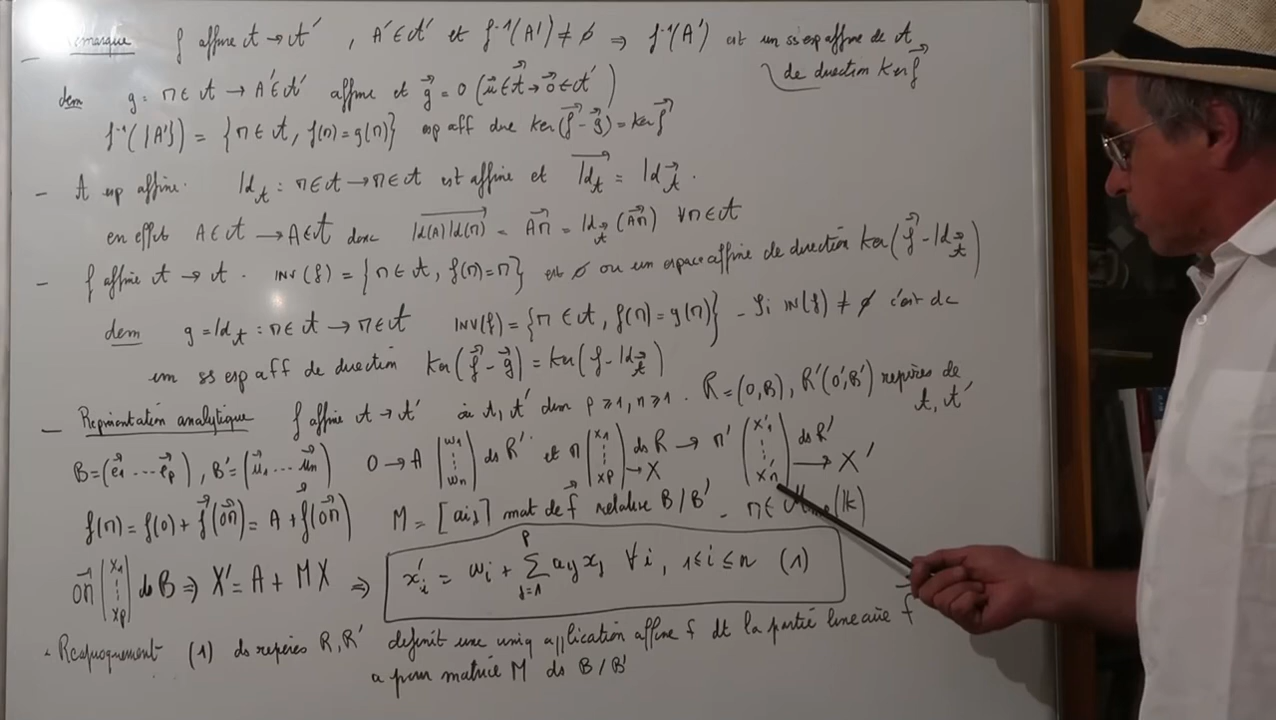 Remarque f affine A → A' , A' ∈ A' et f⁻¹(A') ≠ ∅ ⇒ f⁻¹(A') est un ss esp affine de A
de direction Ker f⃗
dem g : M ∈ A → A' ∈ A' affine et g⃗ = 0 (u⃗ ∈ A⃗ → 0⃗ ∈ A⃗')
f⁻¹({A'}) = {M ∈ A, f(M) = g(M)} esp aff dire Ker(f⃗ - g⃗) = Ker f⃗
- A esp affine. Id_A : M ∈ A → M ∈ A est affine et Id_A⃗ = Id_A⃗.
en effet A ∈ A → A ∈ A donc Id(A)Id(M)⃗ = AM⃗ = Id_A⃗ (AM⃗) ∀M ∈ A
- f affine A → A. INV(f) = {M ∈ A, f(M) = M} est ∅ ou un espace affine de direction Ker(f⃗ - Id_A⃗)
dem g = Id_A : M ∈ A → M ∈ A INV(f) = {M ∈ A, f(M) = g(M)} - Si IN(f) ≠ ∅ c'est dc
um ss esp aff de direction Ker(f⃗ - g⃗) = Ker(f - Id_A⃗)
- Représentation analytique f affine A → A' où A, A' dim p ≥ 1, n ≥ 1. R = (O, B), R'(O', B') repères de
A, A'
B = (e⃗1 ... e⃗p), B' = (u⃗1 ... u⃗n) O → A (w1 ⋮ wn) ds R' et M (x1 ⋮ xp) ds R → X → M' (x'1 ⋮ x'n) ds R' → X'
f(M) = f(O) + f⃗(OM⃗) = A + f⃗(OM⃗) M = [aij] mat de f⃗ relative B/B' - M ∈ M (k)
OM⃗ (x1 ⋮ xp) ds B ⇒ X' = A + MX ⇒ x'i = wi + Σ_{j=1}^{p} aij xj ∀ i, 1 ≤ i ≤ n (1)
. Réciproquement (1) ds repères R, R' definit une uniq application affine f dt la partie linéaire f⃗
a pour matrice M ds B/B'